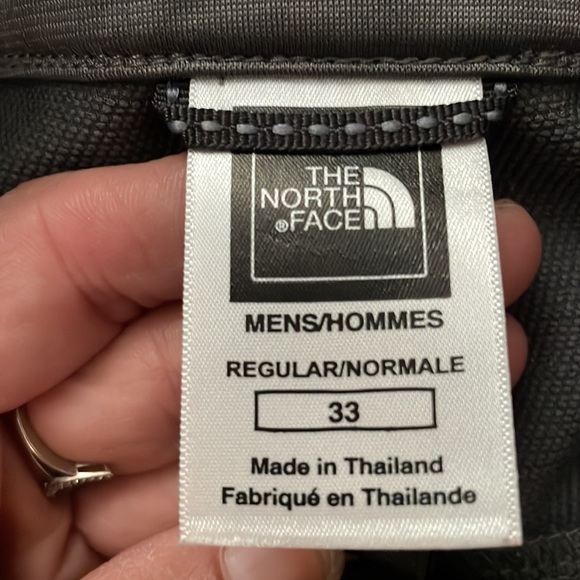 THE
NORTH
®FACE
MENS/HOMMES
REGULAR/NORMALE
33
Made in Thailand
Fabriqué en Thailande